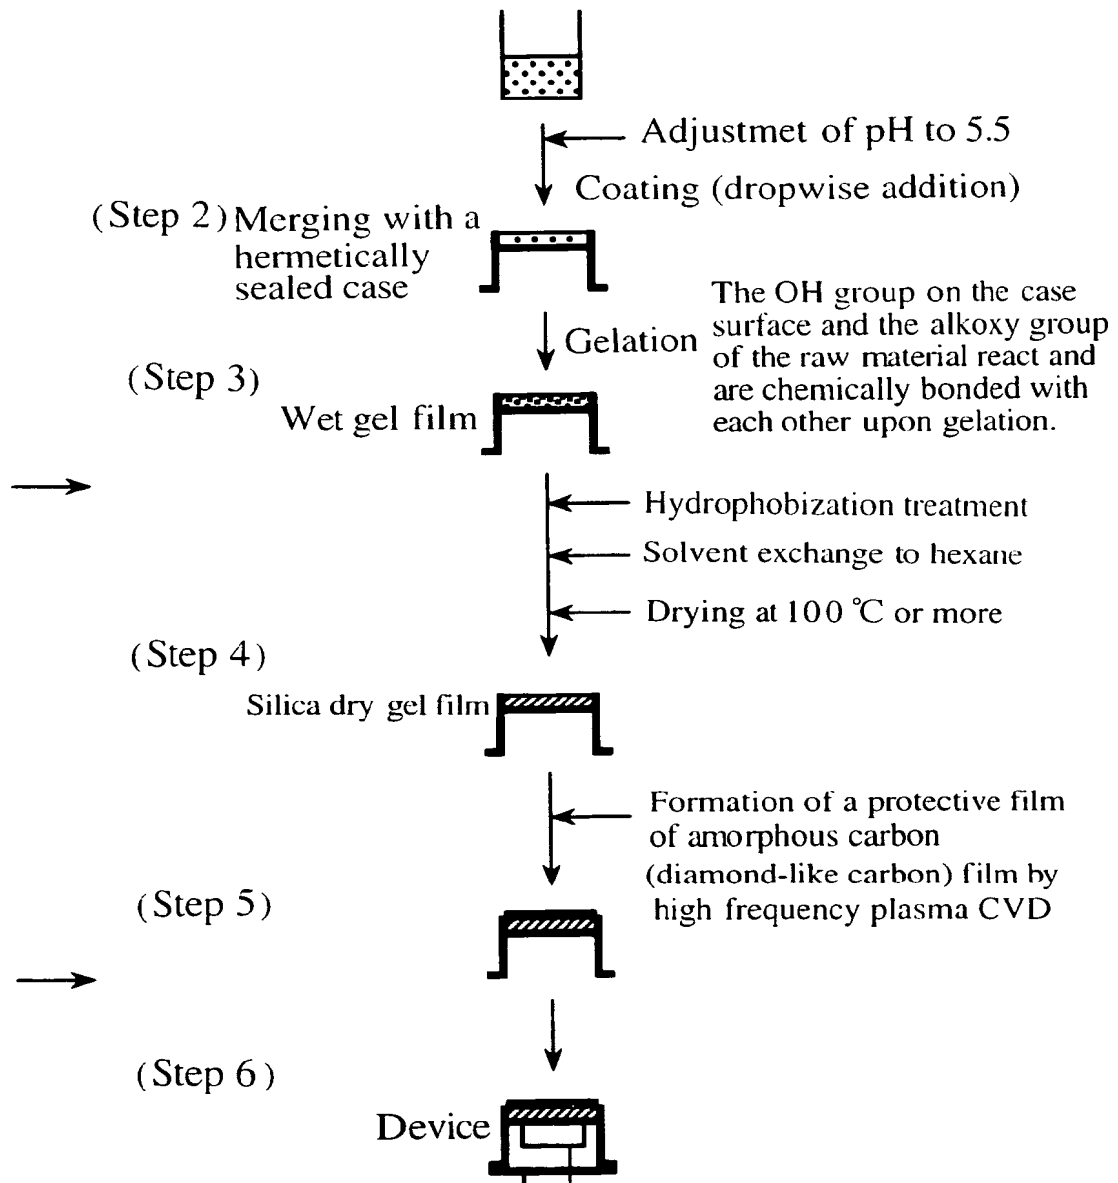 Adjustmet of pH to 5.5
Coating (dropwise addition)
(Step 2) Merging with a
hermetically
sealed case
The OH group on the case
surface and the alkoxy group
of the raw material react and
are chemically bonded with
each other upon gelation.
Gelation
(Step 3)
Wet gel film
Hydrophobization treatment
Solvent exchange to hexane
Drying at 100 ℃ or more
(Step 4)
Silica dry gel film
Formation of a protective film
of amorphous carbon
(diamond-like carbon) film by
high frequency plasma CVD
(Step 5)
(Step 6)
Device